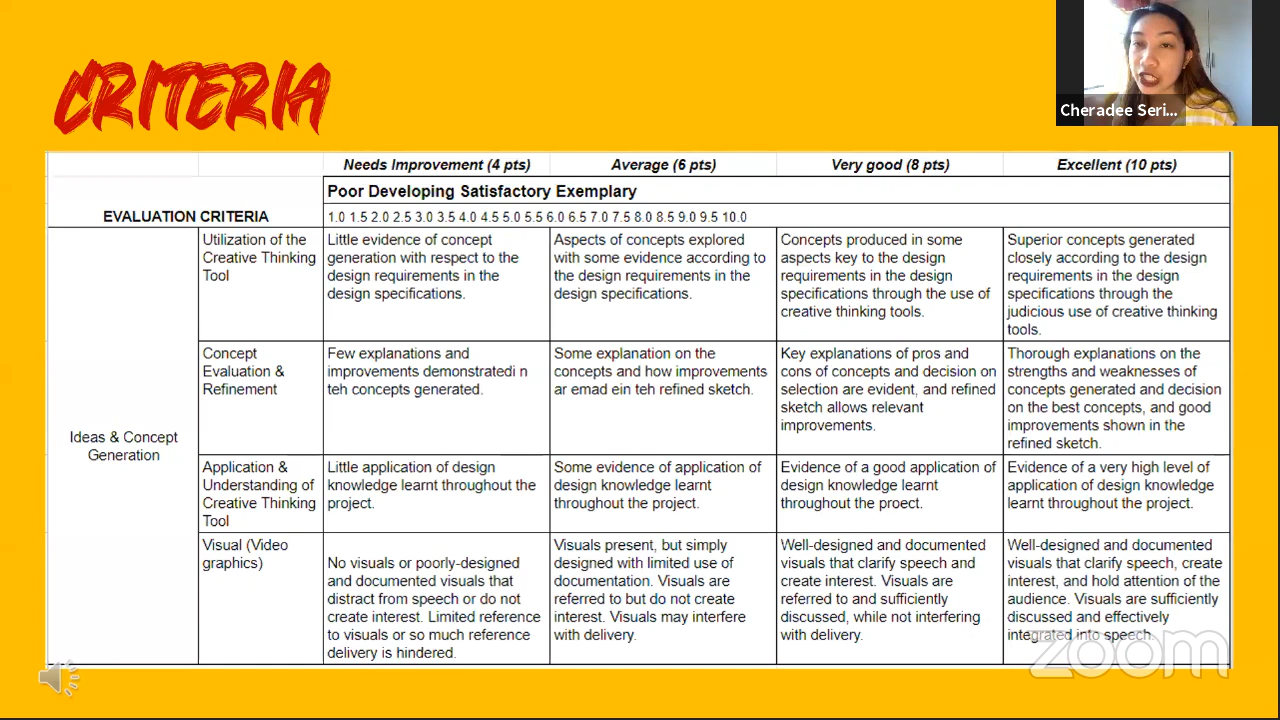 CRITERIA
Cheradee Seri...
Needs Improvement (4 pts) Average (6 pts) Very good (8 pts) Excellent (10 pts)
Poor Developing Satisfactory Exemplary
EVALUATION CRITERIA
1.0 1.5 2.0 2.5 3.0 3.5 4.0 4.5 5.0 5.5 6.0 6.5 7.0 7.5 8.0 8.5 9.0 9.5 10.0
Ideas & Concept
Generation
Utilization of the
Creative Thinking
Tool
Little evidence of concept
generation with respect to the
design requirements in the
design specifications.
Aspects of concepts explored
with some evidence according to
the design requirements in the
design specifications.
Concepts produced in some
aspects key to the design
requirements in the design
specifications through the use of
creative thinking tools.
Superior concepts generated
closely according to the design
requirements in the design
specifications through the
judicious use of creative thinking
tools.
Concept
Evaluation &
Refinement
Few explanations and
improvements demonstratedi n
teh concepts generated.
Some explanation on the
concepts and how improvements
ar emad ein teh refined sketch.
Key explanations of pros and
cons of concepts and decision on
selection are evident, and refined
sketch allows relevant
improvements.
Thorough explanations on the
strengths and weaknesses of
concepts generated and decision
on the best concepts, and good
improvements shown in the
refined sketch.
Application &
Understanding of
Creative Thinking
Tool
Little application of design
knowledge learnt throughout the
project.
Some evidence of application of
design knowledge learnt
throughout the project.
Evidence of a good application of
design knowledge learnt
throughout the proect.
Evidence of a very high level of
application of design knowledge
learnt throughout the project.
Visual (Video
graphics)
No visuals or poorly-designed
and documented visuals that
distract from speech or do not
create interest. Limited reference
to visuals or so much reference
delivery is hindered.
Visuals present, but simply
designed with limited use of
documentation. Visuals are
referred to but do not create
interest. Visuals may interfere
with delivery.
Well-designed and documented
visuals that clarify speech and
create interest. Visuals are
referred to and sufficiently
discussed, while not interfering
with delivery.
Well-designed and documented
visuals that clarify speech, create
interest, and hold attention of the
audience. Visuals are sufficiently
discussed and effectively
integrated into speech.
zoom